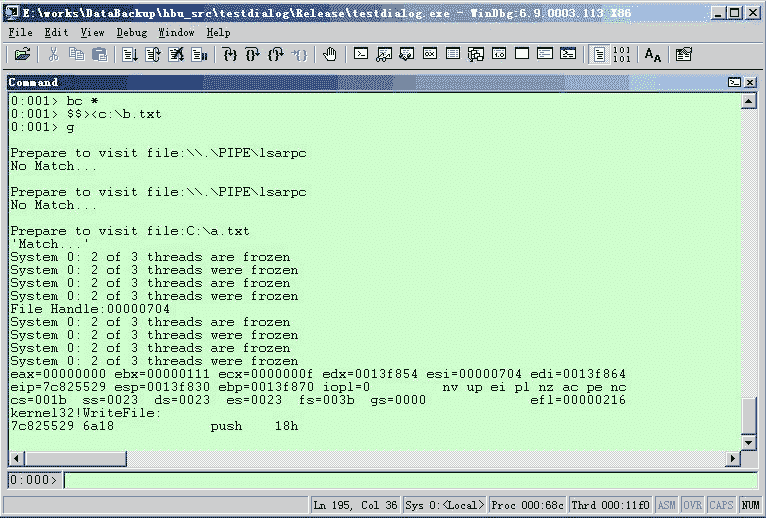 E:\works\DataBackup\hbu_src\testdialog\Release\testdialog.exe - WinDbg:6.9.0003.113 X86
File Edit View Debug Window Help
101
101
AA
Command
0:001> bc *
0:001> $$><c:\b.txt
0:001> g
Prepare to visit file:\\.\PIPE\lsarpc
No Match...
Prepare to visit file:\\.\PIPE\lsarpc
No Match...
Prepare to visit file:C:\a.txt
'Match...'
System 0: 2 of 3 threads are frozen
System 0: 2 of 3 threads were frozen
System 0: 2 of 3 threads are frozen
System 0: 2 of 3 threads were frozen
File Handle:00000704
System 0: 2 of 3 threads are frozen
System 0: 2 of 3 threads were frozen
System 0: 2 of 3 threads are frozen
System 0: 2 of 3 threads were frozen
eax=00000000 ebx=00000111 ecx=0000000f edx=0013f854 esi=00000704 edi=0013f864
eip=7c825529 esp=0013f830 ebp=0013f870 iopl=0 nv up ei pl nz ac pe nc
cs=001b ss=0023 ds=0023 es=0023 fs=003b gs=0000 efl=00000216
kernel32!WriteFile:
7c825529 6a18 push 18h
0:000>
Ln 195, Col 36 Sys 0:<Local> Proc 000:68c Thrd 000:11f0 ASM OVR CAPS NUM